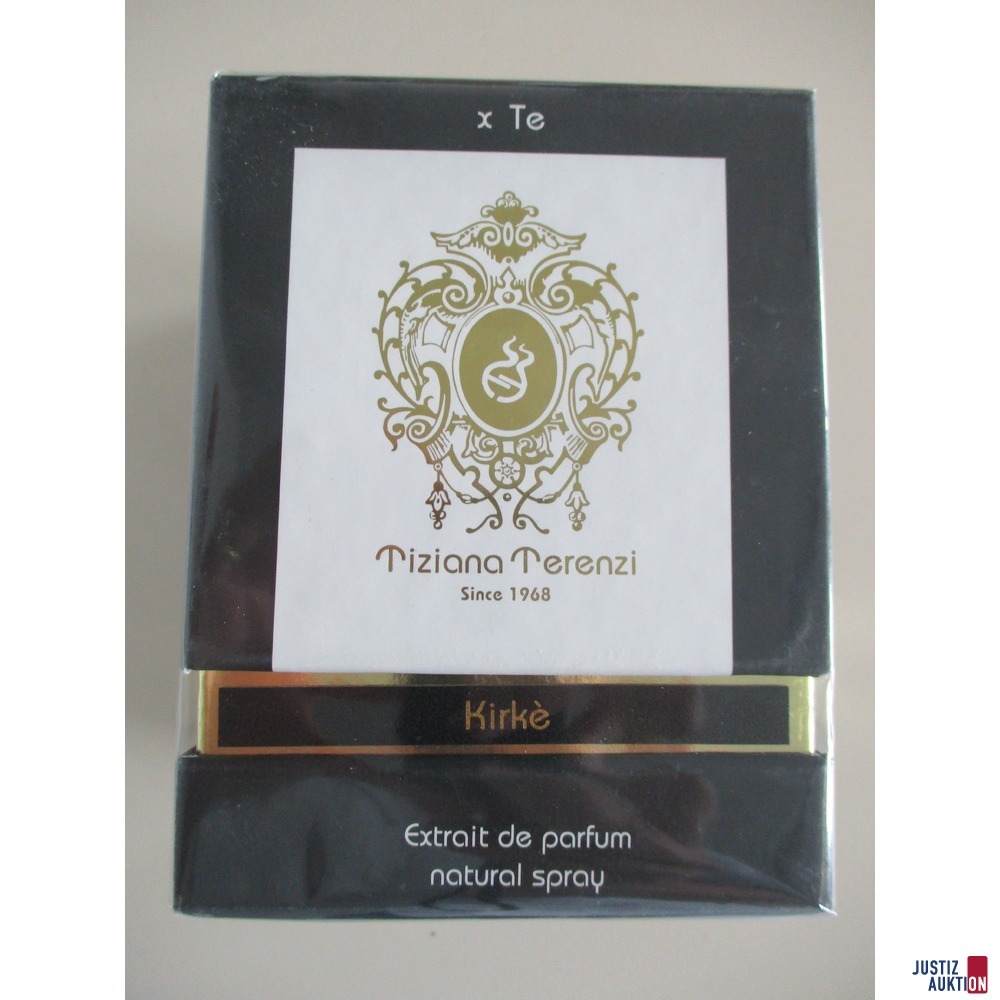 x Te
Tiziana Terenzi
Since 1968
Kirkè
Extrait de parfum
natural spray
JUSTIZ
AUKTION